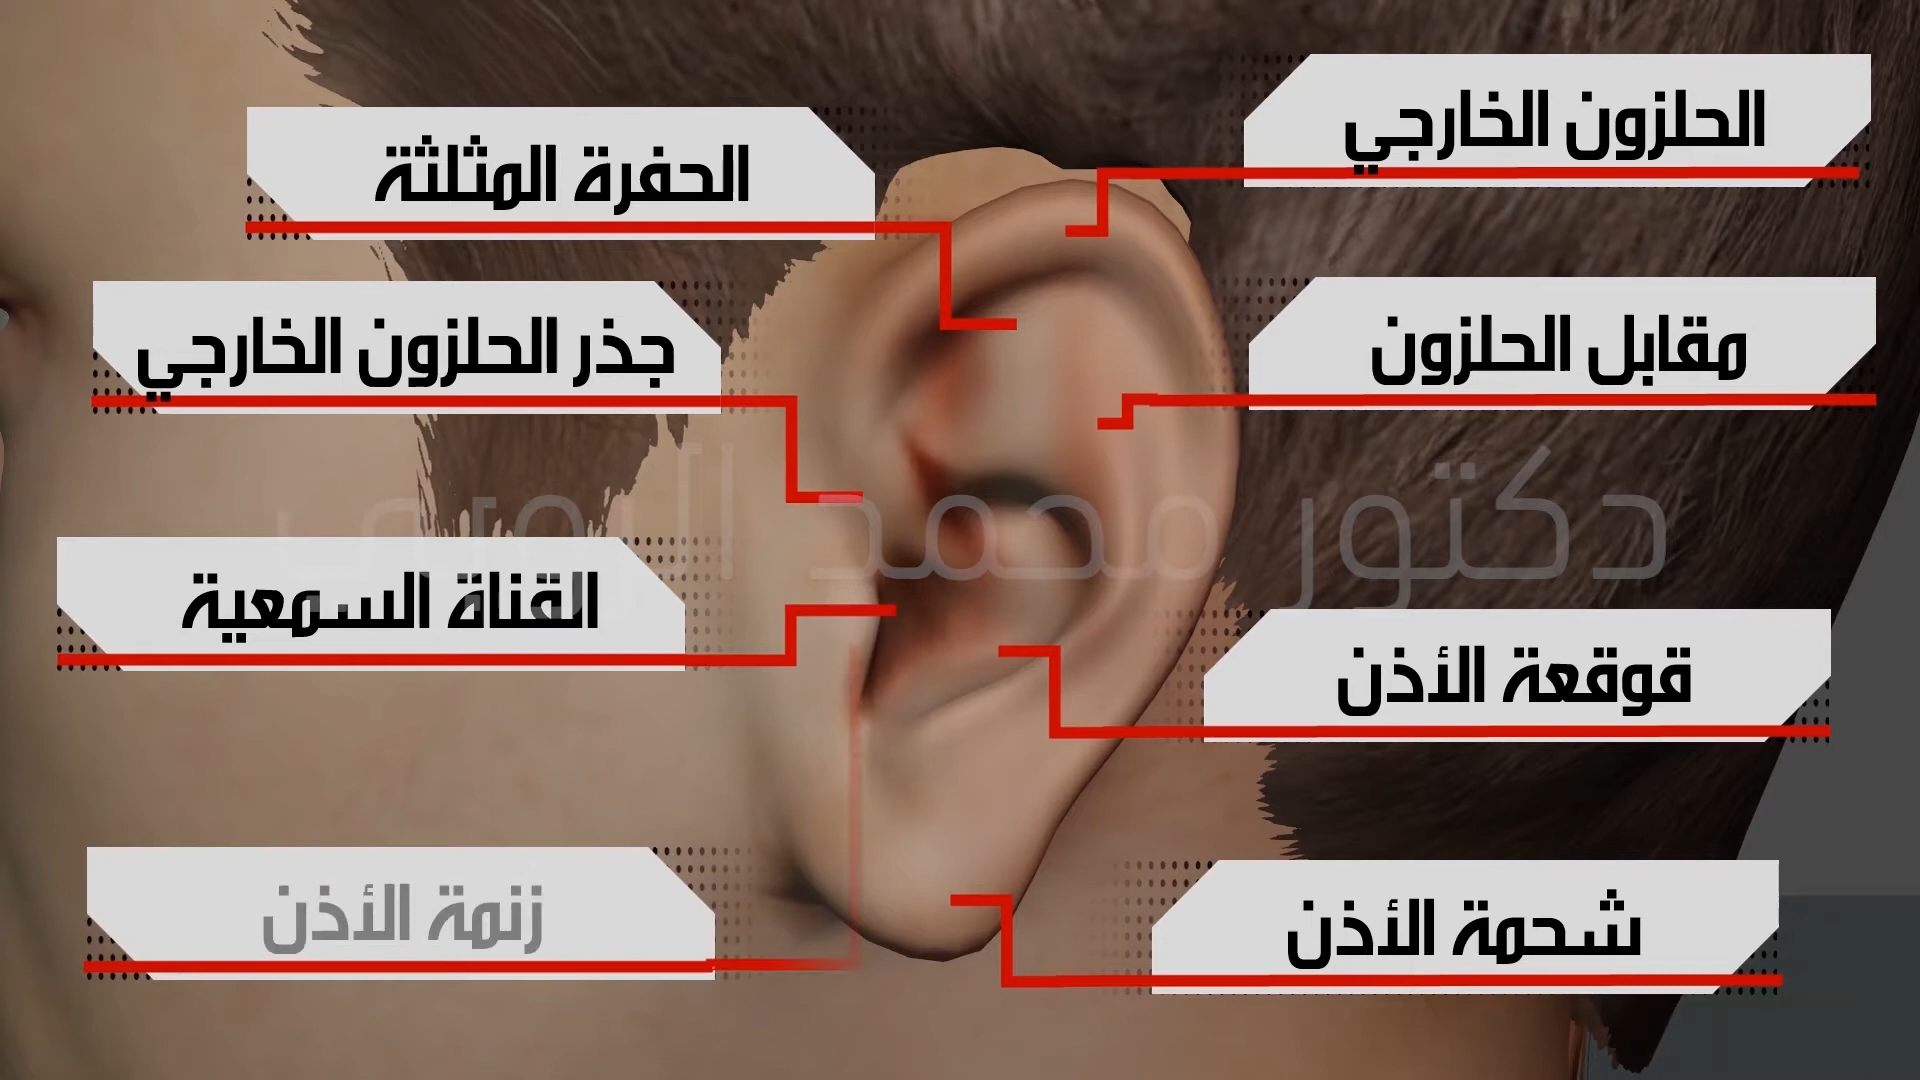 الحلزون الخارجي
الحفرة المثلثة
مقابل الحلزون
جذر الحلزون الخارجي
دكتور محمد
القناة السمعية
قوقعة الأذن
زنمة الأذن
شحمة الأذن